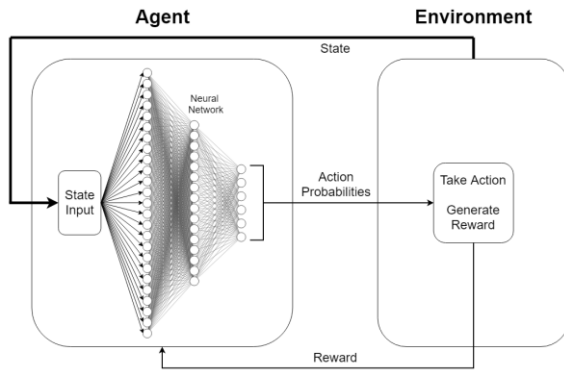 Agent
Environment
State
Neural
Network
State
Input
Action
Probabilities
Take Action
Generate
Reward
Reward